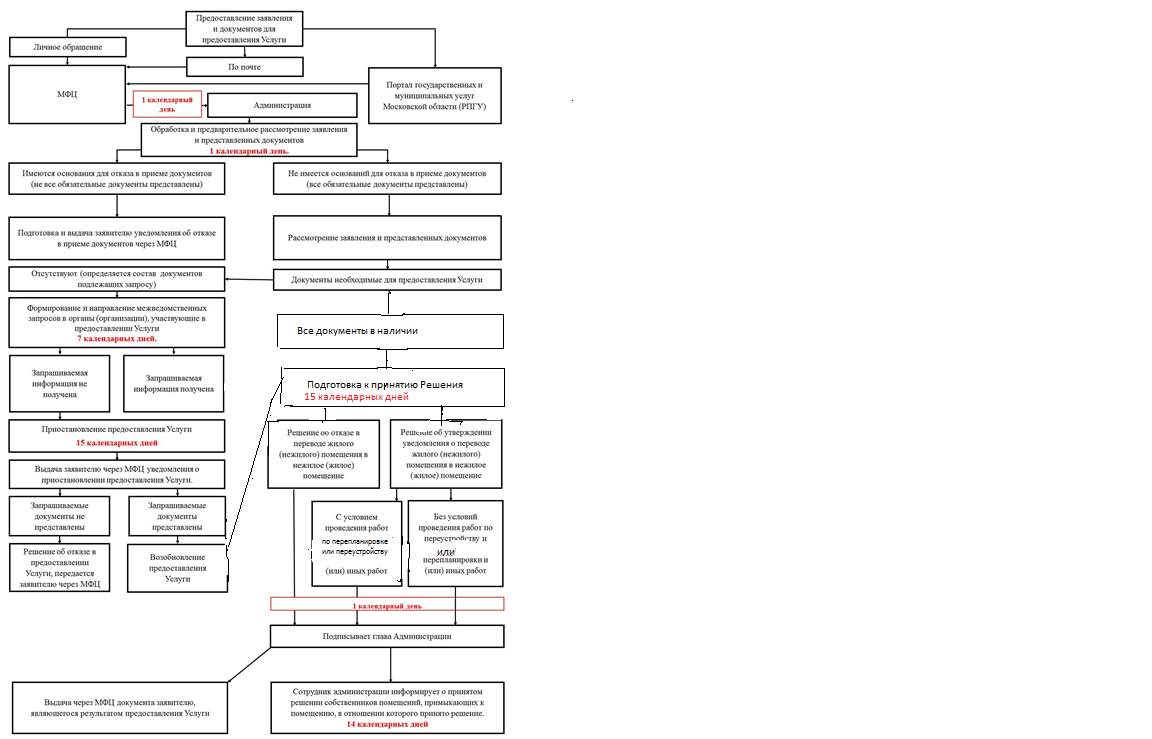 Предоставление заявления
и документов для
предоставления Услуги
Личное обращение
По почте
МФЦ
Портал государственных и
муниципальных услуг
Московской области (РПГУ)
1 календарный
день
Администрация
Обработка и предварительное рассмотрение заявления
и представленных документов
1 календарный день.
Имеются основания для отказа в приеме документов
(не все обязательные документы представлены)
Не имеется оснований для отказа в приеме документов
(все обязательные документы представлены)
Подготовка и выдача заявителю уведомления об отказе
в приеме документов через МФЦ
Рассмотрение заявления и представленных документов
Отсутствуют (определяется состав документов
подлежащих запросу)
Документы необходимые для предоставления Услуги
Формирование и направление межведомственных
запросов в органы (организации), участвующие в
предоставлении Услуги
7 календарных дней.
Все документы в наличии
Запрашиваемая
информация не
получена
Запрашиваемая
информация получена
Подготовка к принятию Решения
15 календарных дней
Приостановление предоставления Услуги
15 календарных дней
Решение об отказе в
переводе жилого
(нежилого) помещения в
нежилое (жилое)
помещение
Решение об утверждении
уведомления о переводе
жилого (нежилого)
помещения в нежилое
(жилое) помещение
Выдача заявителю через МФЦ уведомления о
приостановлении предоставления Услуги.
Запрашиваемые
документы не
представлены
Запрашиваемые
документы
представлены
С условием
проведения работ
по перепланировке
или переустройству
(или) иных работ
Без условий
проведения работ по
переустройству и
или
перепланировки и
(или) иных работ
Решение об отказе в
предоставлении
Услуги, передается
заявителю через МФЦ
Возобновление
предоставления
Услуги
1 календарный день
Подписывает глава Администрации
Выдача через МФЦ документа заявителю,
являющегося результатом предоставления Услуги
Сотрудник администрации информирует о принятом
решении собственников помещений, примыкающих к
помещению, в отношении которого принято решение.
14 календарных дней